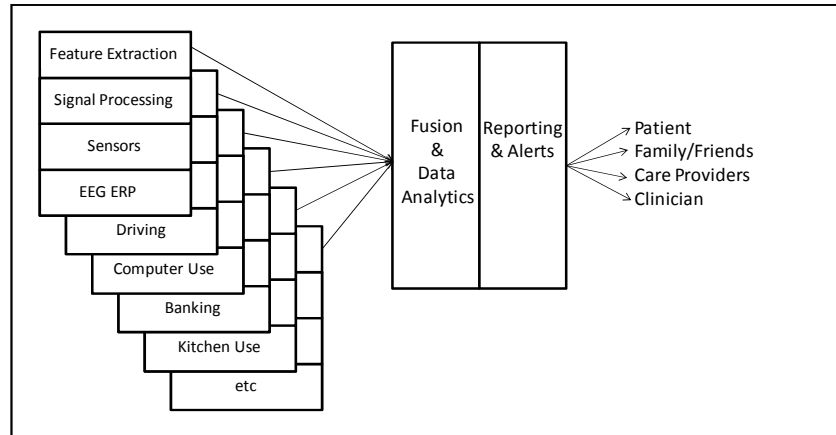 Feature Extraction
Signal Processing
Sensors
EEG ERP
Driving
Computer Use
Banking
Kitchen Use
etc
Fusion
&
Data
Analytics
Reporting
& Alerts
Patient
Family/Friends
Care Providers
Clinician